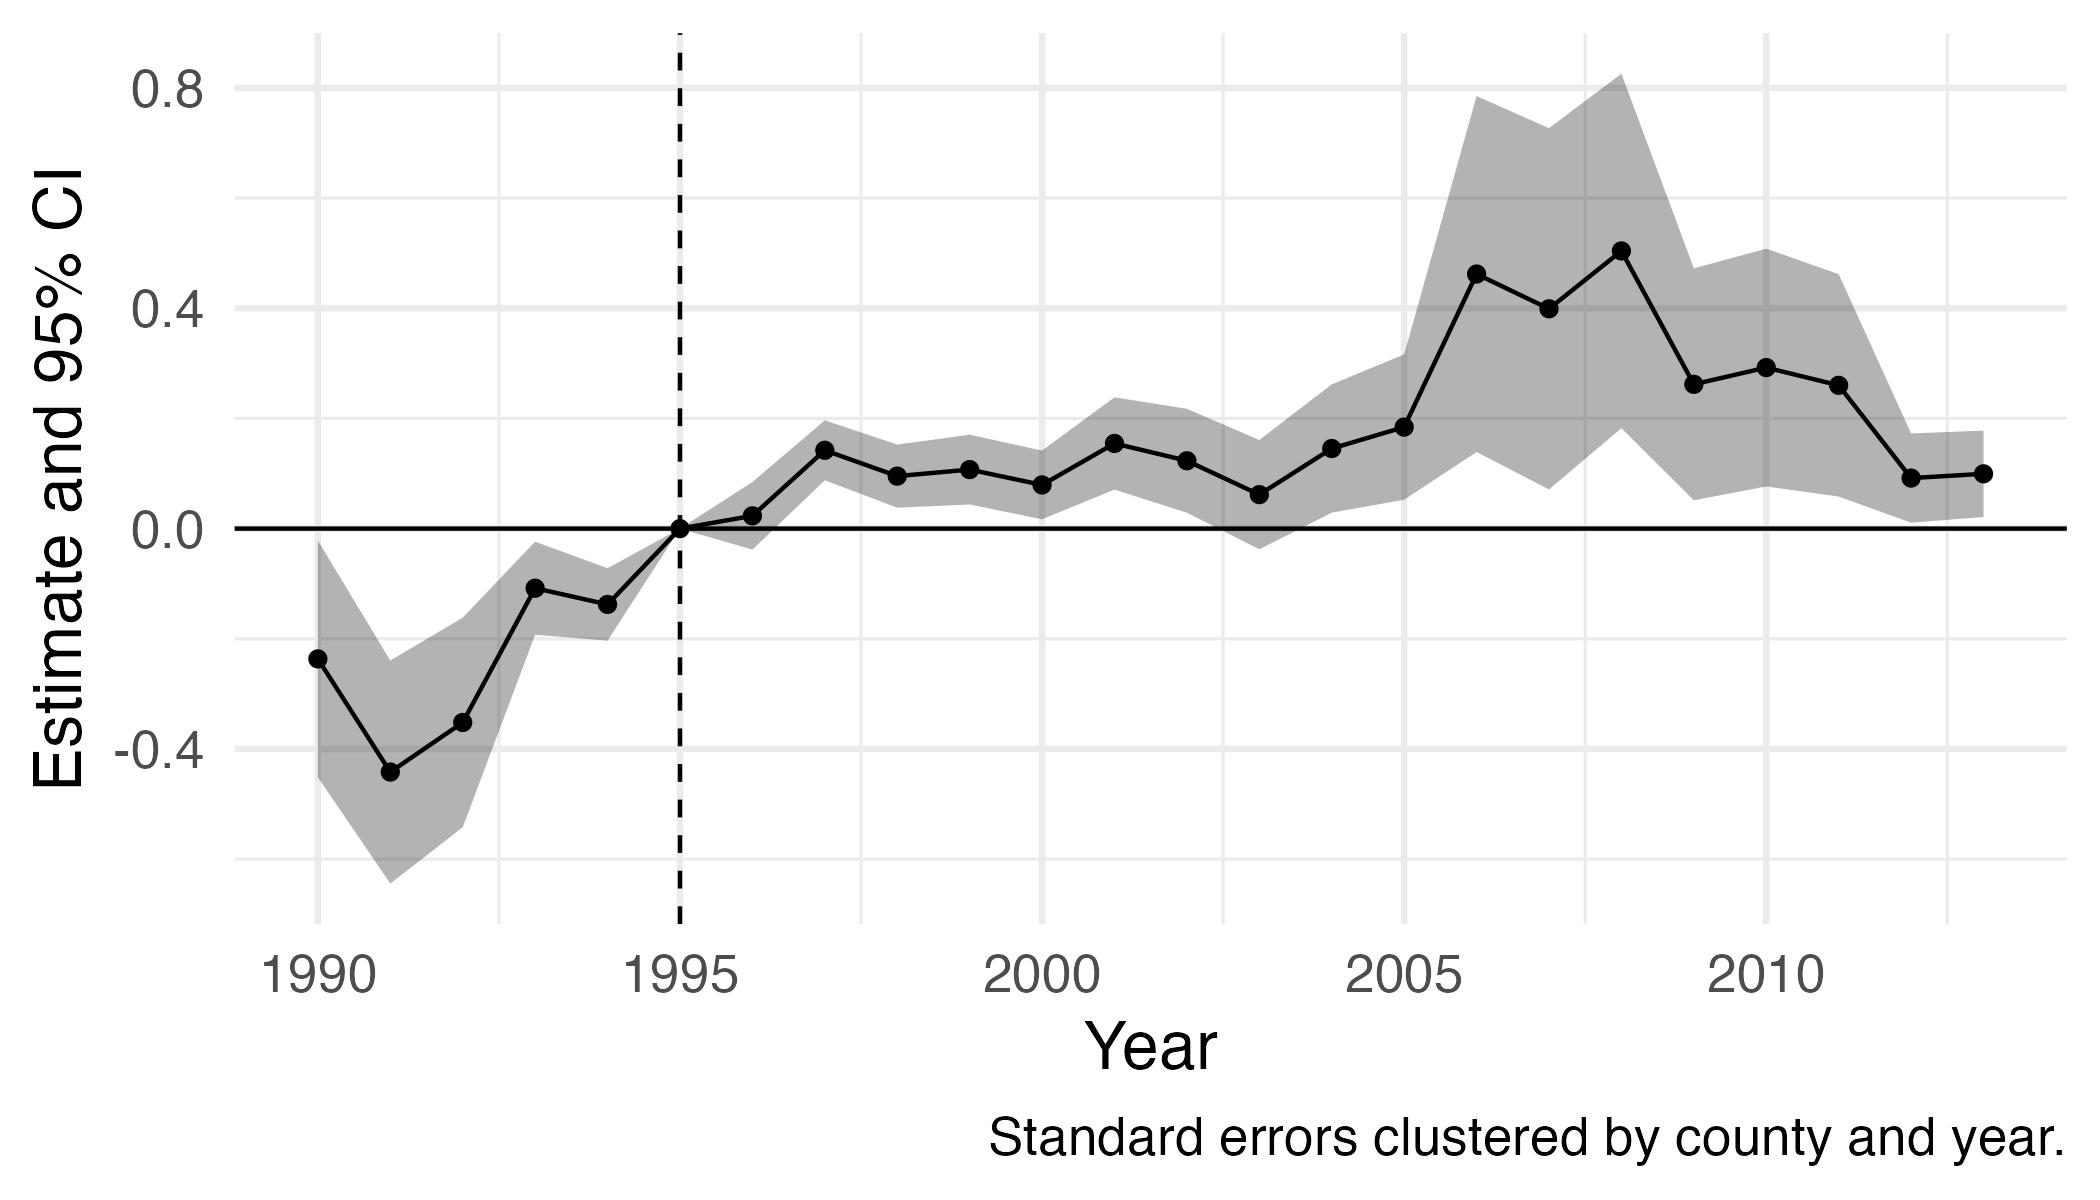 Estimate and 95% CI
0.8
0.4
0.0
-0.4
1990 1995 2000 2005 2010
Year
Standard errors clustered by county and year.